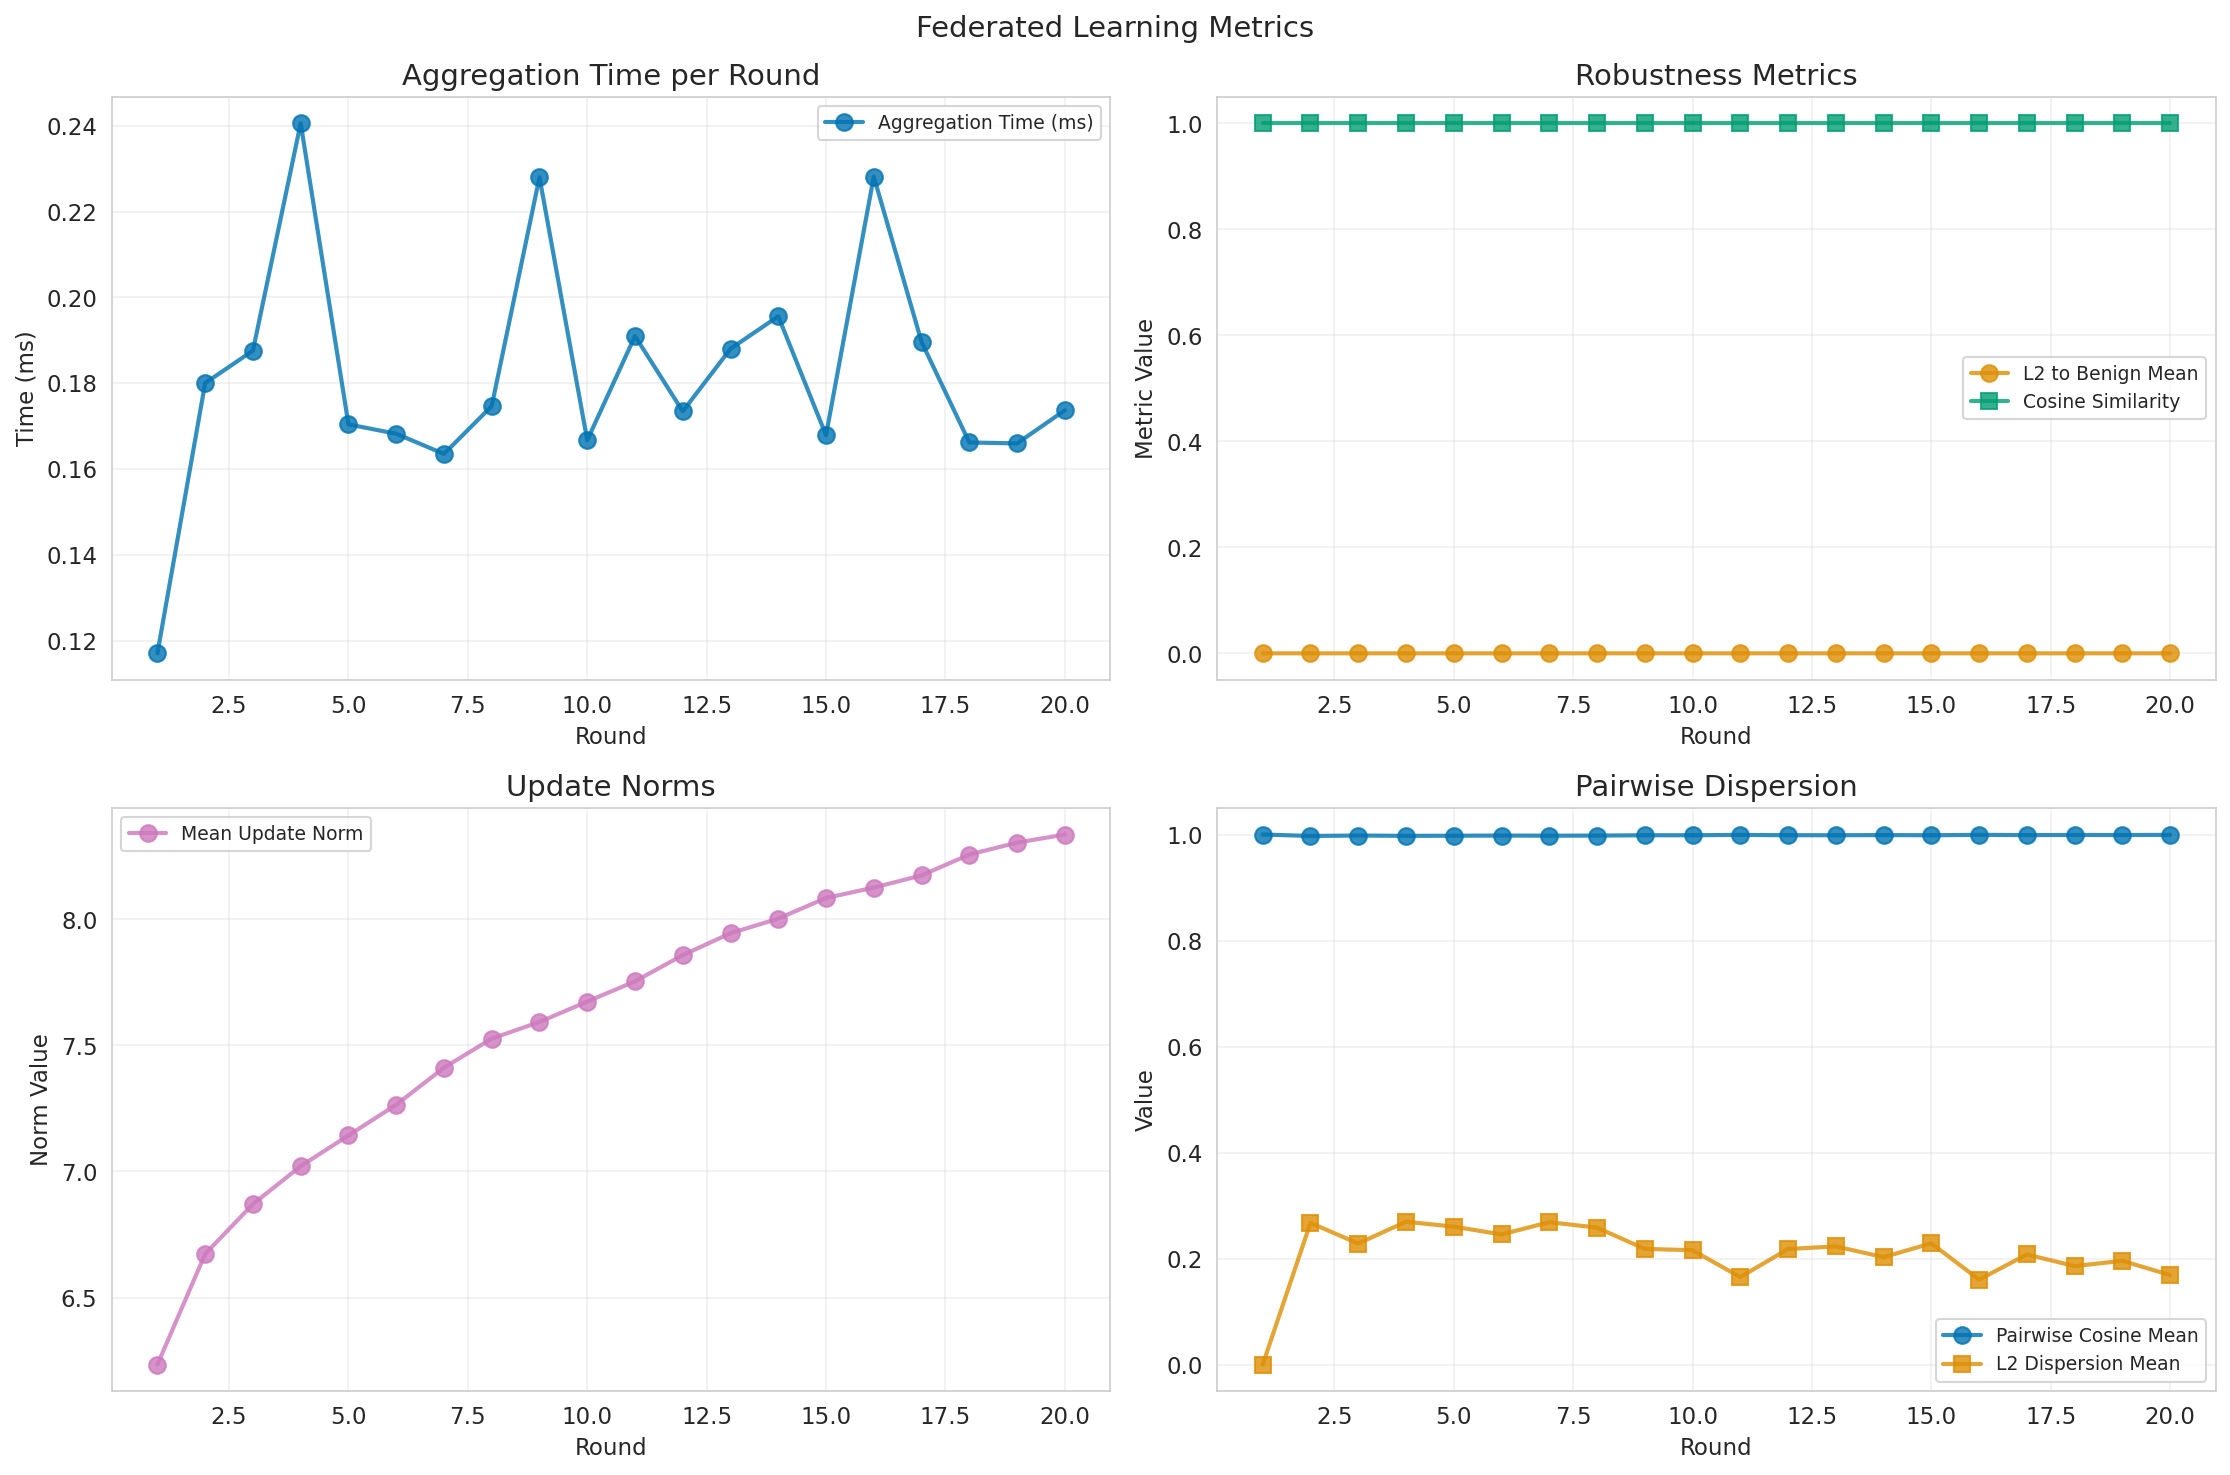 Federated Learning Metrics
Aggregation Time per Round
Aggregation Time (ms)
Time (ms)
0.24
0.22
0.20
0.18
0.16
0.14
0.12
2.5 5.0 7.5 10.0 12.5 15.0 17.5 20.0
Round
Robustness Metrics
L2 to Benign Mean
Cosine Similarity
Metric Value
1.0
0.8
0.6
0.4
0.2
0.0
2.5 5.0 7.5 10.0 12.5 15.0 17.5 20.0
Round
Update Norms
Mean Update Norm
Norm Value
8.0
7.5
7.0
6.5
2.5 5.0 7.5 10.0 12.5 15.0 17.5 20.0
Round
Pairwise Dispersion
Value
1.0
0.8
0.6
0.4
0.2
0.0
Pairwise Cosine Mean
L2 Dispersion Mean
2.5 5.0 7.5 10.0 12.5 15.0 17.5 20.0
Round